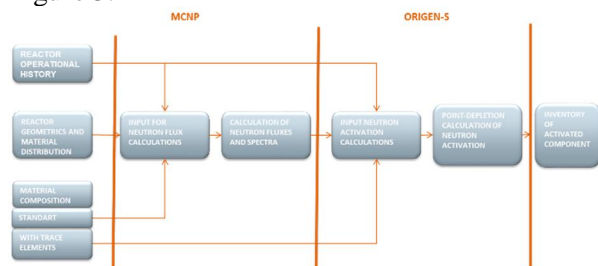 MCNP
ORIGEN-S
REACTOR
OPERATIONAL
HISTORY
REACTOR
GEOMETRICS AND
MATERIAL
DISTRIBUTION
INPUT FOR
NEUTRON FLUX
CALCULATIONS
CALCULATION OF
NEUTRON FLUXES
AND SPECTRA
INPUT NEUTRON
ACTIVATION
CALCULATIONS
POINT-DEPLETION
CALCULATION OF
NEUTRON
ACTIVATION
INVENTORY
OF
ACTIVATED
COMPONENT
MATERIAL
COMPOSITION
STANDART
WITH TRACE
ELEMENTS